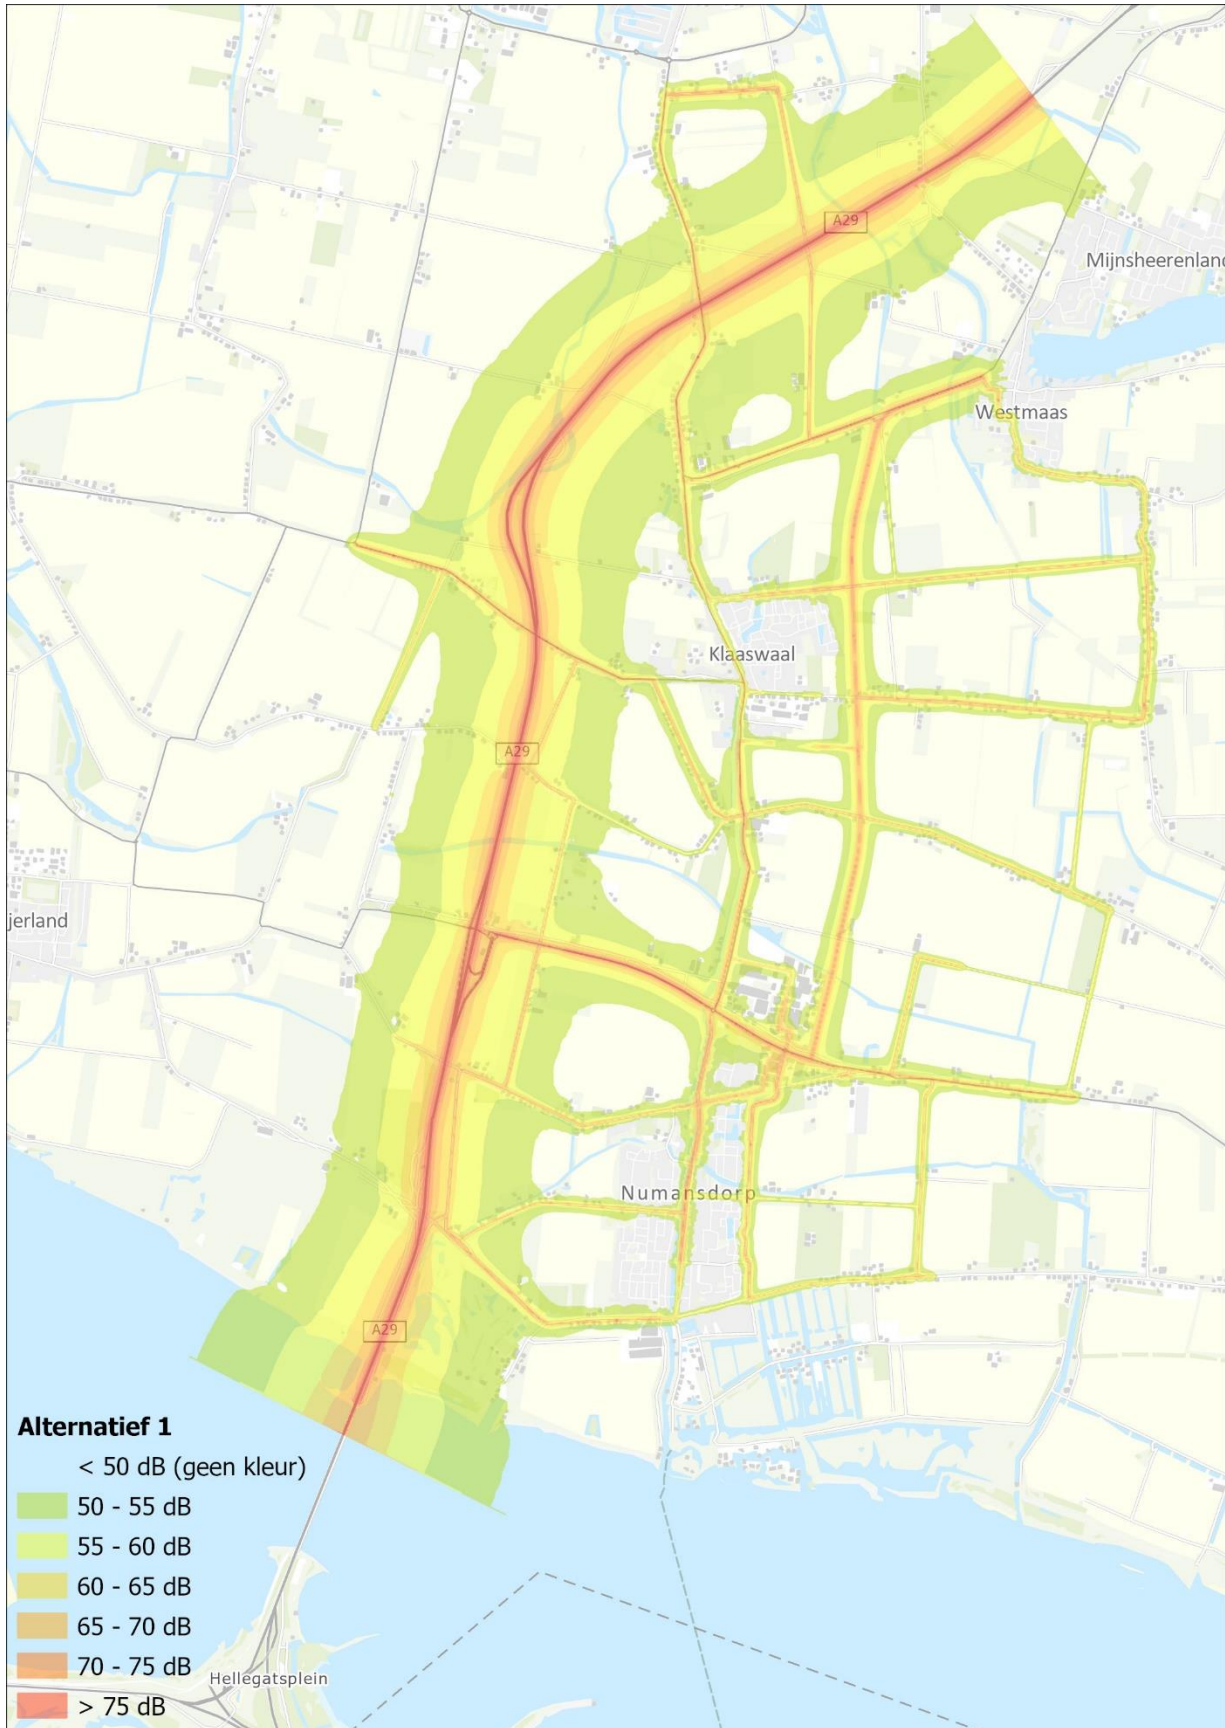 A29
Mijnsheerenland
Westmaas
Klaaswaal
A29
jerland
Numansdorp
A29
Alternatief 1
< 50 dB (geen kleur)
50 - 55 dB
55 - 60 dB
60 - 65 dB
65 - 70 dB
70 - 75 dB
> 75 dB
Hellegatsplein